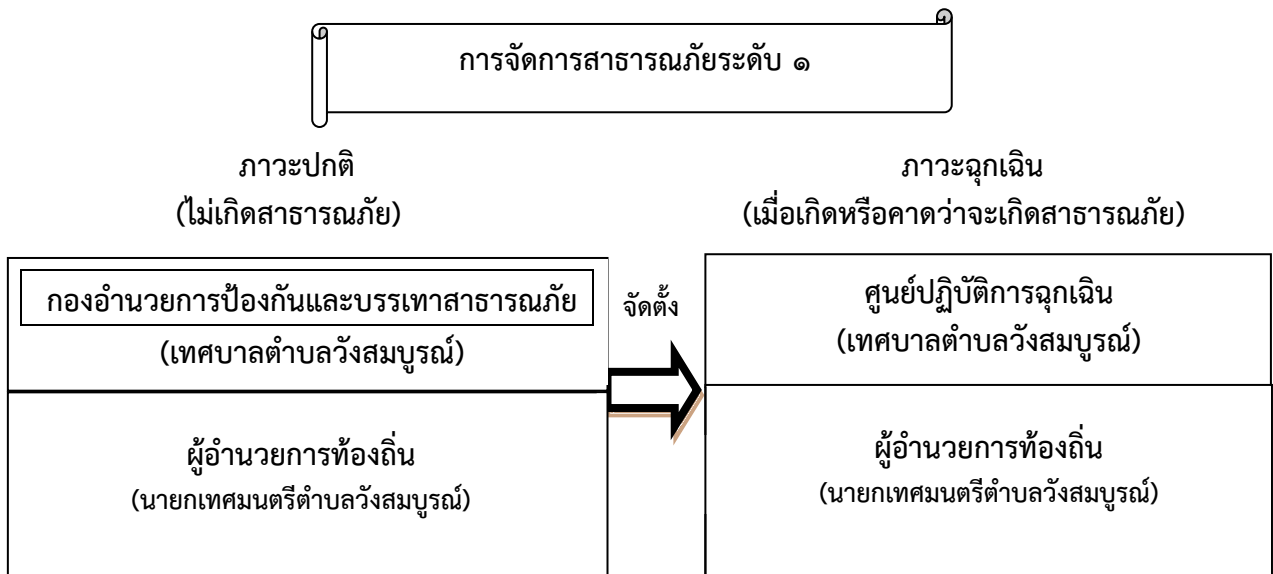 การจัดการสาธารณภัยระดับ ๑
ภาวะปกติ
(ไม่เกิดสาธารณภัย)
ภาวะฉุกเฉิน
(เมื่อเกิดหรือคาดว่าจะเกิดสาธารณภัย)
กองอำนวยการป้องกันและบรรเทาสาธารณภัย
(เทศบาลตำบลวังสมบูรณ์)
ผู้อำนวยการท้องถิ่น
(นายกเทศมนตรีตำบลวังสมบูรณ์)
จัดตั้ง
ศูนย์ปฏิบัติการฉุกเฉิน
(เทศบาลตำบลวังสมบูรณ์)
ผู้อำนวยการท้องถิ่น
(นายกเทศมนตรีตำบลวังสมบูรณ์)